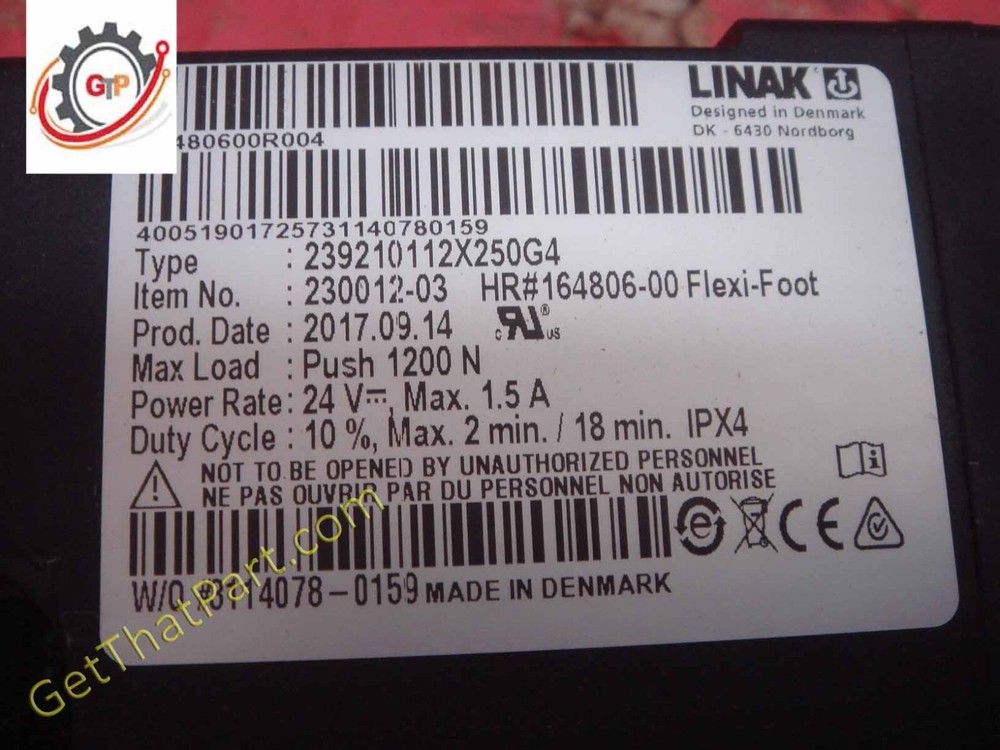 GTP
LINAK
Designed in Denmark
DK - 6430 Nordborg
480600R004
40051901725731140780159
Type : 239210112X250G4
Item No. : 230012-03 HR#164806-00 Flexi-Foot
Prod. Date : 2017.09.14 c RU ® US
Max Load : Push 1200 N
Power Rate: 24 V⎓, Max. 1.5 A
Duty Cycle : 10 %, Max. 2 min. / 18 min. IPX4
NOT TO BE OPENED BY UNAUTHORIZED PERSONNEL
NE PAS OUVRIR PAR DU PERSONNEL NON AUTORISE
CE
W/O #3114078-0159 MADE IN DENMARK
GetThatPart.com